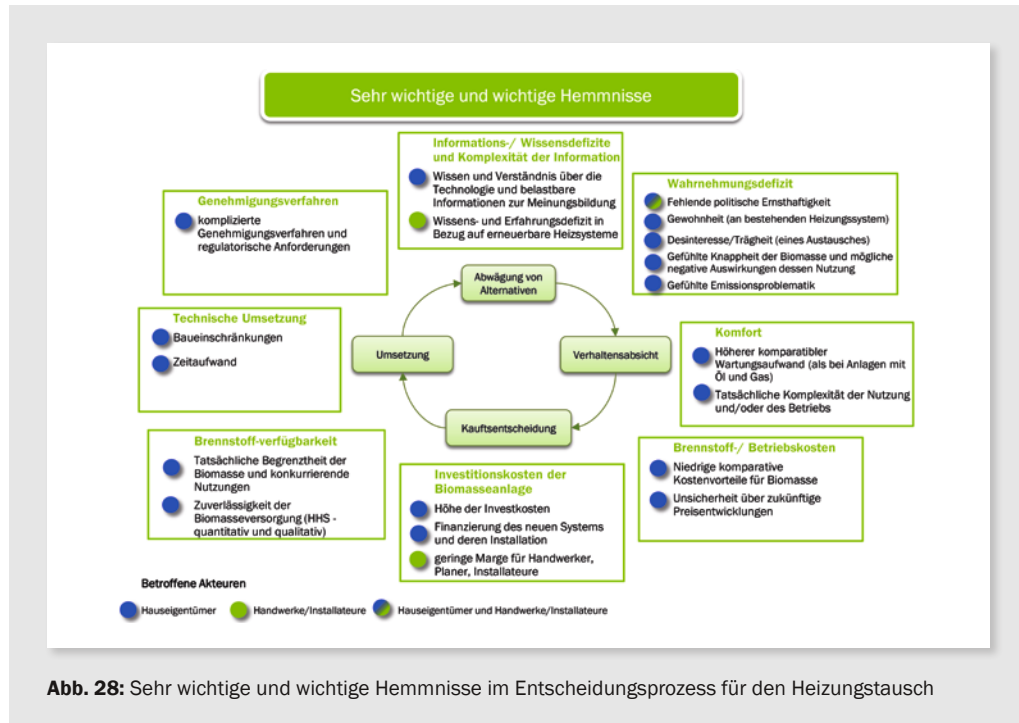 Sehr wichtige und wichtige Hemmnisse
Informations-/ Wissensdefizite
und Komplexität der Information
Wissen und Verständnis über die
Technologie und belastbare
Informationen zur Meinungsbildung
Wissens- und Erfahrungsdefizit in
Bezug auf erneuerbare Heizsysteme
Genehmigungsverfahren
komplizierte
Genehmigungsverfahren und
regulatorische Anforderungen
Wahrnehmungsdefizit
Fehlende politische Ernsthaftigkeit
Gewohnheit (an bestehenden Heizungssystem)
Desinteresse/Trägheit (eines Austausches)
Gefühlte Knappheit der Biomasse und mögliche
negative Auswirkungen dessen Nutzung
Gefühlte Emissionsproblematik
Abwägung von
Alternativen
Technische Umsetzung
Baueinschränkungen
Zeitaufwand
Umsetzung
Verhaltensabsicht
Komfort
Höherer komparatibler
Wartungsaufwand (als bei Anlagen mit
Öl und Gas)
Tatsächliche Komplexität der Nutzung
und/oder des Betriebs
Kauftsentscheidung
Brennstoff-verfügbarkeit
Tatsächliche Begrenztheit der
Biomasse und konkurrierende
Nutzungen
Zuverlässigkeit der
Biomasseversorgung (HHS -
quantitativ und qualitativ)
Investitionskosten der
Biomasseanlage
Höhe der Investkosten
Finanzierung des neuen Systems
und deren Installation
geringe Marge für Handwerker,
Planer, Installateure
Brennstoff-/ Betriebskosten
Niedrige komparative
Kostenvorteile für Biomasse
Unsicherheit über zukünftige
Preisentwicklungen
Betroffene Akteuren
Hauseigentümer
Handwerke/Installateure
Hauseigentümer und Handwerke/Installateure
Abb. 28: Sehr wichtige und wichtige Hemmnisse im Entscheidungsprozess für den Heizungstausch